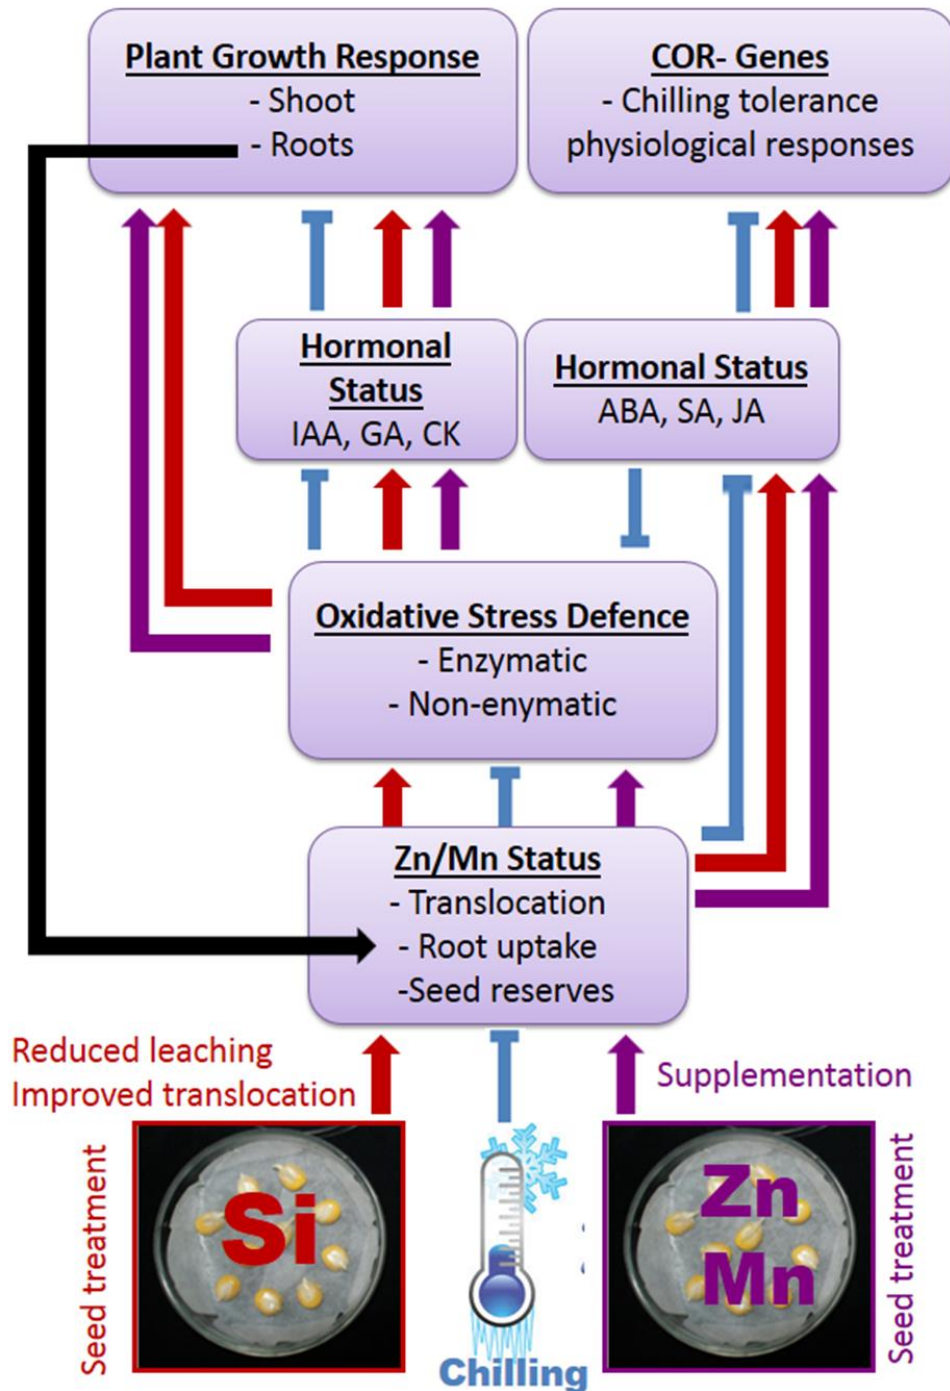 Plant Growth Response
- Shoot
- Roots
COR- Genes
- Chilling tolerance
physiological responses
Hormonal
Status
IAA, GA, CK
Hormonal Status
ABA, SA, JA
Oxidative Stress Defence
- Enzymatic
- Non-enymatic
Zn/Mn Status
- Translocation
- Root uptake
-Seed reserves
Reduced leaching
Improved translocation
Supplementation
Seed treatment
Si
Chilling
Zn
Mn
Seed treatment